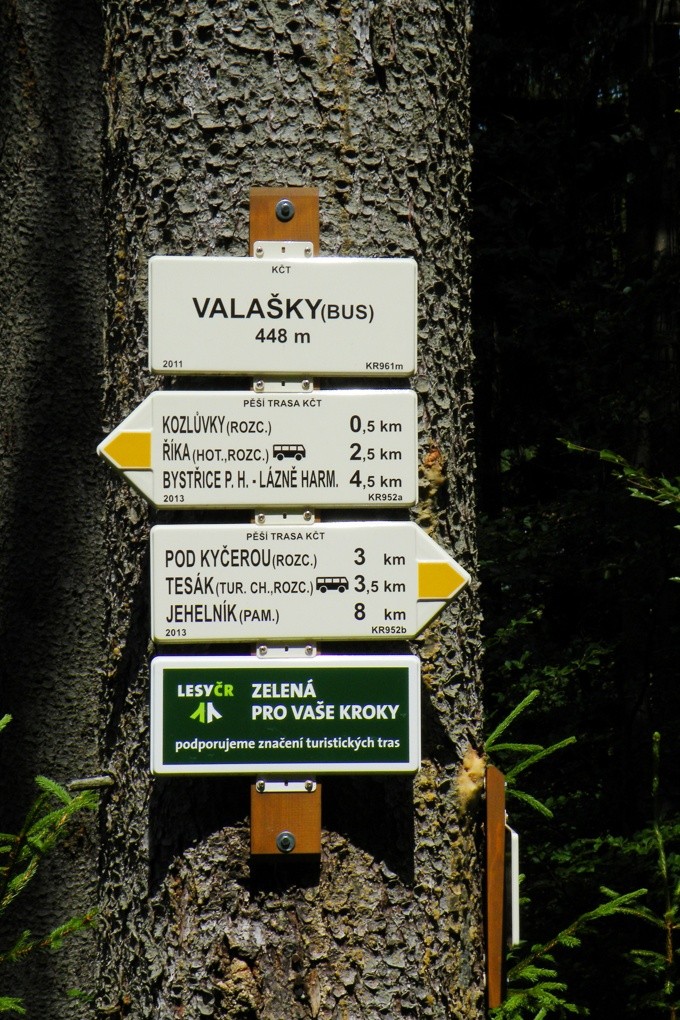 KČT
VALAŠKY(BUS)
448 m
2011 KR961m
PĚŠÍ TRASA KČT
KOZLŮVKY(ROZC.) 0,5 km
ŘÍKA(HOT.,ROZC.) 2,5 km
BYSTŘICE P. H. - LÁZNĚ HARM. 4,5 km
2013 KR952a
PĚŠÍ TRASA KČT
POD KYČEROU(ROZC.) 3 km
TESÁK(TUR. CH.,ROZC.) 3,5 km
JEHELNÍK(PAM.) 8 km
2013 KR952b
LESYČR ZELENÁ
PRO VAŠE KROKY
podporujeme značení turistických tras